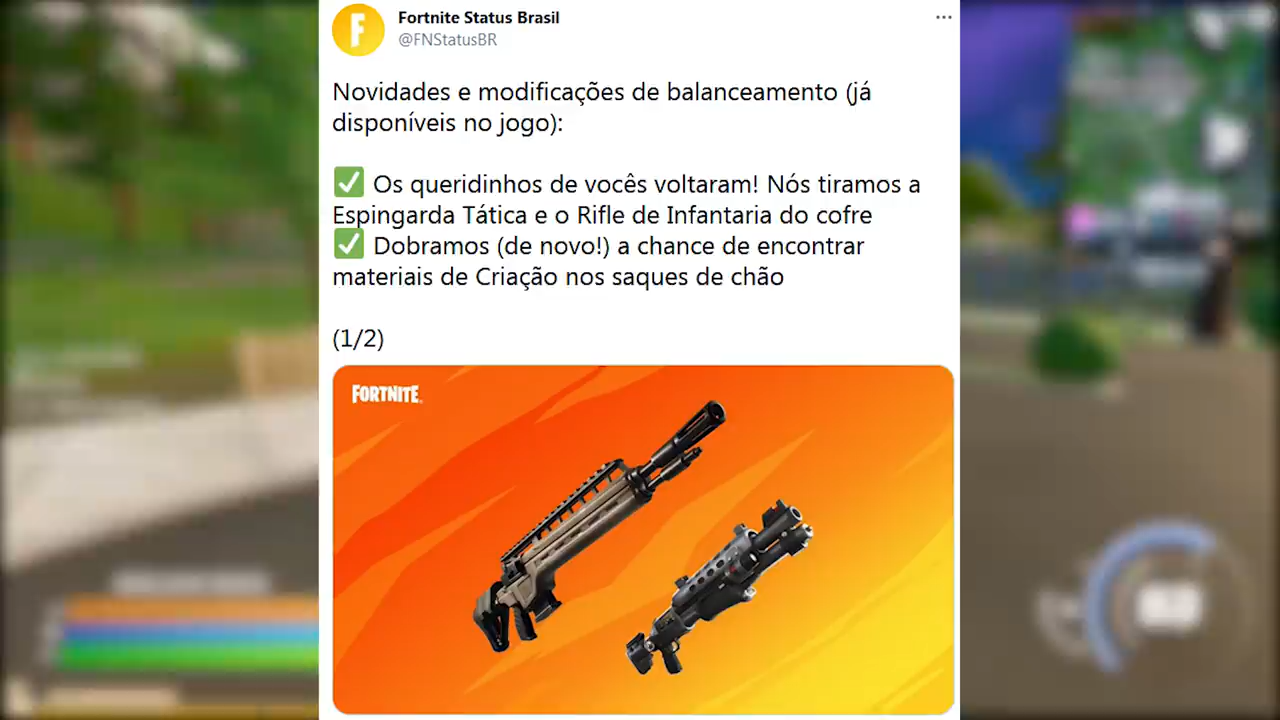 Fortnite Status Brasil
@FNStatusBR
Novidades e modificações de balanceamento (já
disponíveis no jogo):
Os queridinhos de vocês voltaram! Nós tiramos a
Espingarda Tática e o Rifle de Infantaria do cofre
Dobramos (de novo!) a chance de encontrar
materiais de Criação nos saques de chão
(1/2)
FORTNITE